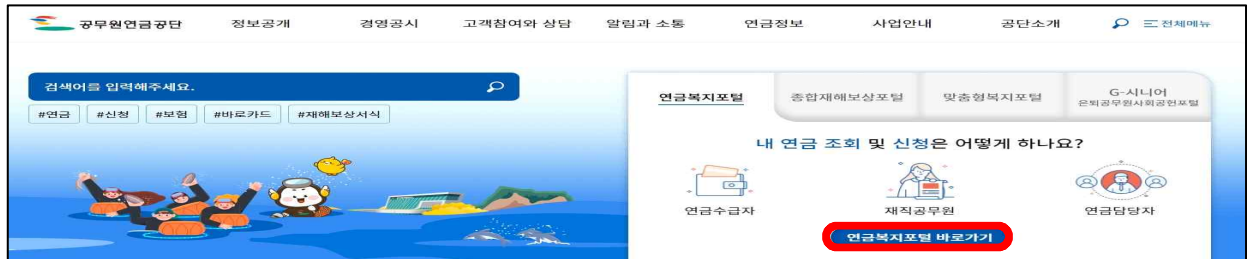 공무원연금공단 정보공개 경영공시 고객참여와 상담 알림과 소통 연금정보 사업안내 공단소개 전체메뉴
검색어를 입력해주세요.
#연금 #신청 #보험 #바로카드 #재해보상서식
연금복지포털 종합재해보상포털 맞춤형복지포털 G-시니어
은퇴공무원사회공헌포털
내 연금 조회 및 신청은 어떻게 하나요?
연금수급자 재직공무원 연금담당자
연금복지포털 바로가기